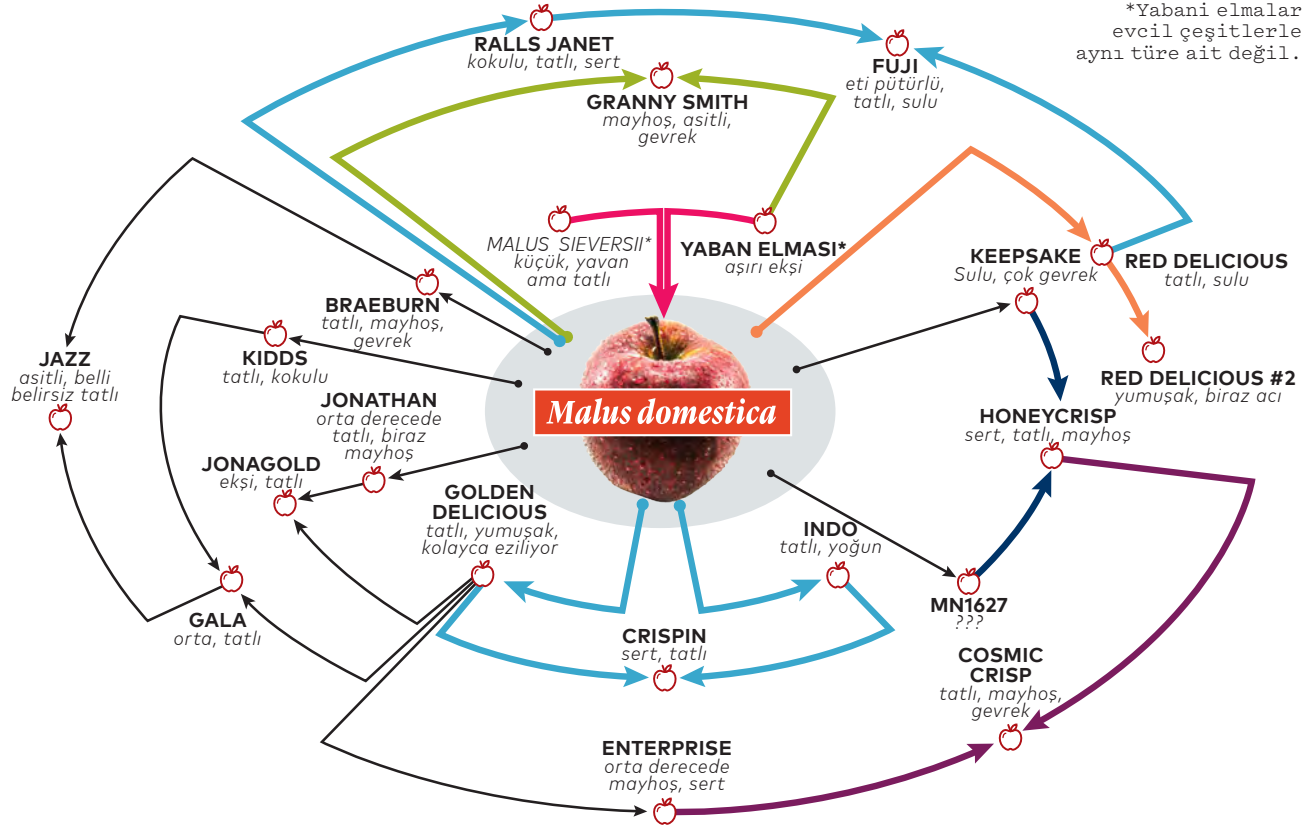 *Yabani elmalar
evcil çeşitlerle
aynı türe ait değil.
RALLS JANET
kokulu, tatlı, sert
FUJI
eti pütürlü,
tatlı, sulu
GRANNY SMITH
mayhoş, asitli,
gevrek
MALUS SIEVERSII*
küçük, yavan
ama tatlı
YABAN ELMASI*
aşırı ekşi
KEEPSAKE
Sulu, çok gevrek
RED DELICIOUS
tatlı, sulu
BRAEBURN
tatlı, mayhoş,
gevrek
KIDDS
tatlı, kokulu
JAZZ
asitli, belli
belirsiz tatlı
RED DELICIOUS #2
yumuşak, biraz acı
JONATHAN
orta derecede
tatlı, biraz
mayhoş
Malus domestica
HONEYCRISP
sert, tatlı, mayhoş
JONAGOLD
ekşi, tatlı
GOLDEN
DELICIOUS
tatlı, yumuşak,
kolayca eziliyor
INDO
tatlı, yoğun
MN1627
???
GALA
orta, tatlı
CRISPIN
sert, tatlı
COSMIC
CRISP
tatlı, mayhoş,
gevrek
ENTERPRISE
orta derecede
mayhoş, sert